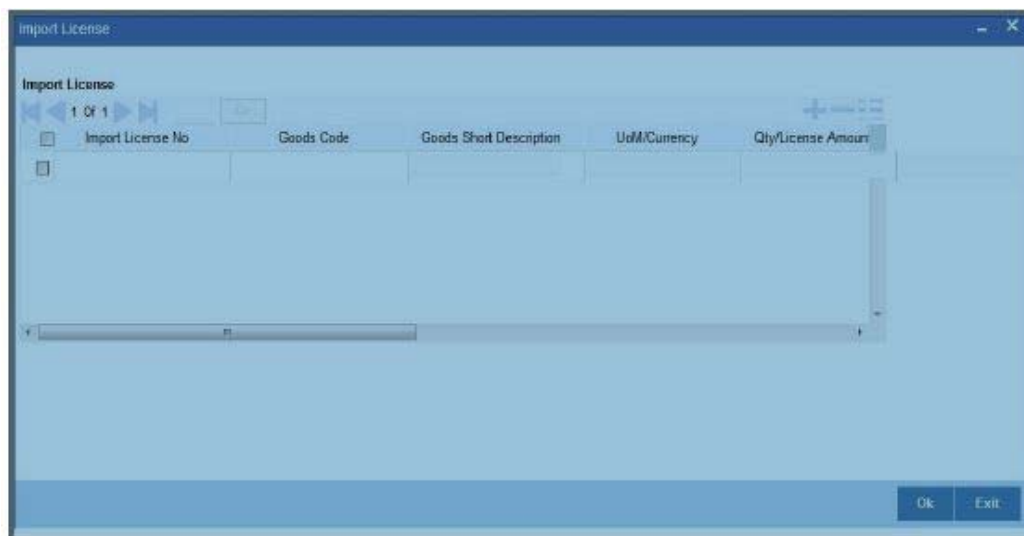 Import License
Import License
1 Of 1 Go
Import License No Goods Code Goods Short Description UoM/Currency Qty/License Amount
Ok Exit